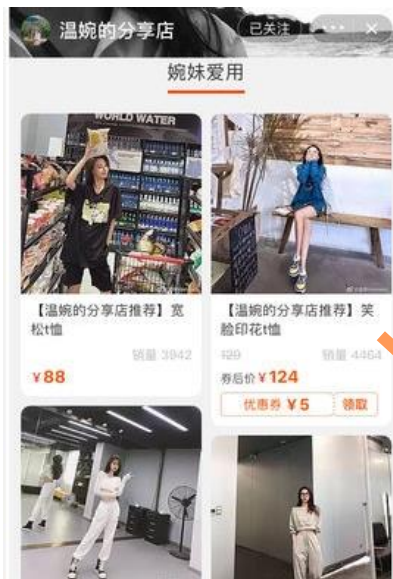 温婉的分享店
已关注
婉妹爱用
WORLD WATER
【温婉的分享店推荐】宽
松t恤
销量 3942
¥88
【温婉的分享店推荐】笑
脸印花t恤
129
销量 4464
券后价 ¥124
优惠券 ¥5
领取